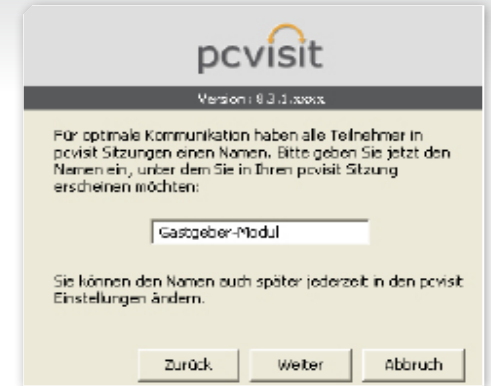 pcvisit
Version: 8.3.1.xxxx
Für optimale Kommunikation haben alle Teilnehmer in
pcvisit Sitzungen einen Namen. Bitte geben Sie jetzt den
Namen ein, unter dem Sie in Ihren pcvisit Sitzung
erscheinen möchten:
Gastgeber-Modul
Sie können den Namen auch später jederzeit in den pcvisit
Einstellungen ändern.
Zurück Weiter Abbruch